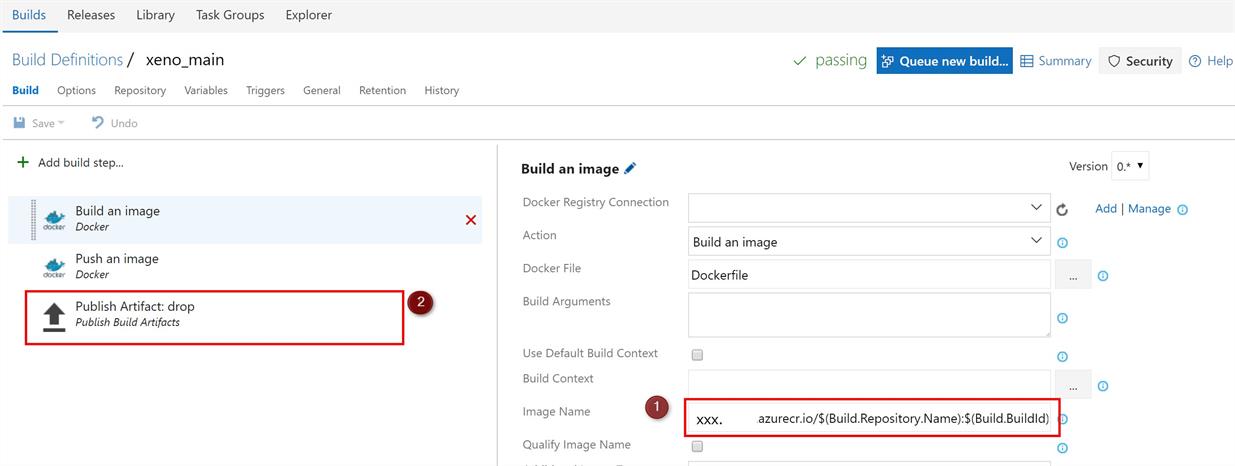 Builds Releases Library Task Groups Explorer
Build Definitions / xeno_main
passing Queue new build... Summary Security Help
Build Options Repository Variables Triggers General Retention History
Save Undo
Add build step...
Build an image
Docker
docker
Push an image
Docker
docker
Publish Artifact: drop
Publish Build Artifacts
2
Build an image
Version 0.*
Docker Registry Connection
Add | Manage
Action Build an image
Docker File Dockerfile ...
Build Arguments
Use Default Build Context
Build Context ...
Image Name 1 xxx. .azurecr.io/$(Build.Repository.Name):$(Build.BuildId)
Qualify Image Name